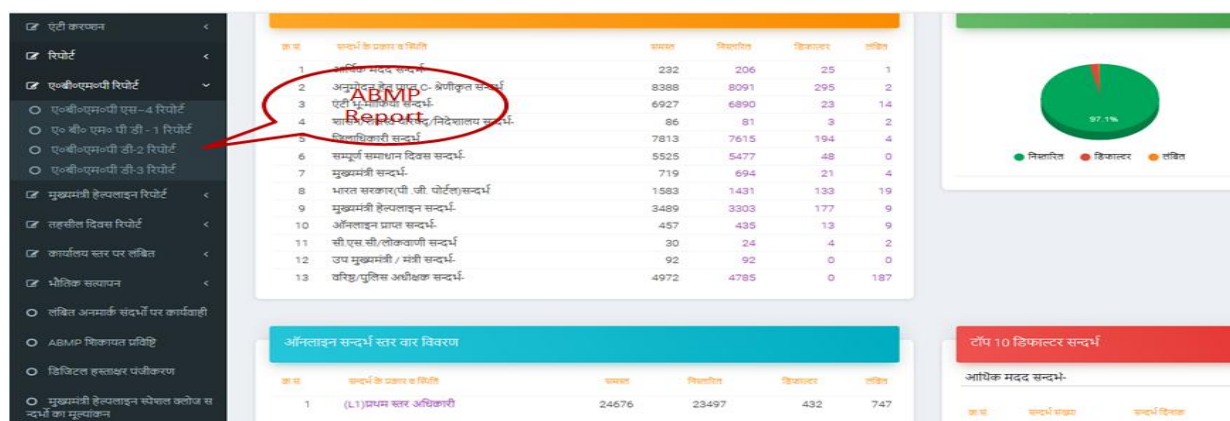 एंटी करप्शन
रिपोर्ट
ए०बी०एम०पी रिपोर्ट
ए०बी०एम०पी एस-4 रिपोर्ट
ए० बी० एम० पी डी - 1 रिपोर्ट
ए०बी०एम०पी डी-2 रिपोर्ट
ए०बी०एम०पी डी-3 रिपोर्ट
मुख्यमंत्री हेल्पलाइन रिपोर्ट
तहसील दिवस रिपोर्ट
कार्यालय स्तर पर लंबित
भौतिक सत्यापन
लंबित अनमार्क संदर्भों पर कार्यवाही
ABMP शिकायत प्रविष्टि
डिजिटल हस्ताक्षर पंजीकरण
मुख्यमंत्री हेल्पलाइन स्पेशल क्लोज स
न्दर्भों का मूल्यांकन
ABMP
Report
क्र.सं. सन्दर्भ के प्रकार व स्थिति समस्त निस्तारित डिफाल्टर लंबित
1 आर्थिक मदद सन्दर्भ- 232 206 25 1
2 अनुमोदन हेतु प्राप्त C- श्रेणीकृत सन्दर्भ 8388 8091 295 2
3 एंटी भू-माफिया सन्दर्भ- 6927 6890 23 14
4 शासन/राजस्व परिषद/निदेशालय सन्दर्भ- 86 81 3 2
5 जिलाधिकारी सन्दर्भ 7813 7615 194 4
6 सम्पूर्ण समाधान दिवस सन्दर्भ- 5525 5477 48 0
7 मुख्यमंत्री सन्दर्भ- 719 694 21 4
8 भारत सरकार(पी .जी. पोर्टल)सन्दर्भ 1583 1431 133 19
9 मुख्यमंत्री हेल्पलाइन सन्दर्भ- 3489 3303 177 9
10 ऑनलाइन प्राप्त सन्दर्भ- 457 435 13 9
11 सी.एस.सी/लोकवाणी सन्दर्भ 30 24 4 2
12 उप मुख्यमंत्री / मंत्री सन्दर्भ- 92 92 0 0
13 वरिष्ठ/पुलिस अधीक्षक सन्दर्भ- 4972 4785 0 187
97.1%
निस्तारित डिफाल्टर लंबित
ऑनलाइन सन्दर्भ स्तर वार विवरण
क्र.सं. सन्दर्भ के प्रकार व स्थिति समस्त निस्तारित डिफाल्टर लंबित
1 (L1)प्रथम स्तर अधिकारी 24676 23497 432 747
टॉप 10 डिफाल्टर सन्दर्भ
आर्थिक मदद सन्दर्भ-
क्र.सं. सन्दर्भ संख्या सन्दर्भ दिनांक